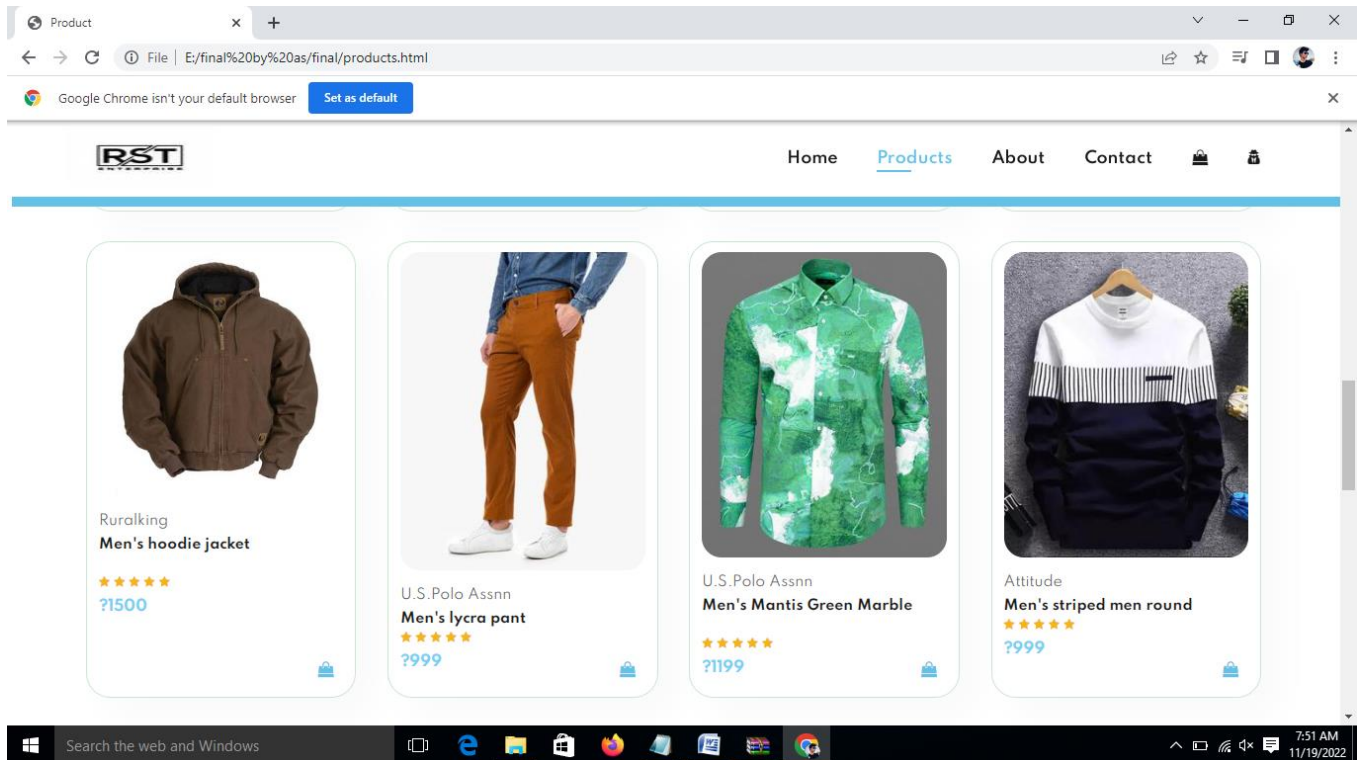 Product
File
E:/final%20by%20as/final/products.html
Google Chrome isn't your default browser
Set as default
RST
ENTERPRISE
Home
Products
About
Contact
Ruralking
Men's hoodie jacket
?1500
U.S.Polo Assnn
Men's lycra pant
?999
U.S.Polo Assnn
Men's Mantis Green Marble
?1199
Attitude
Men's striped men round
?999
Search the web and Windows
7:51 AM
11/19/2022